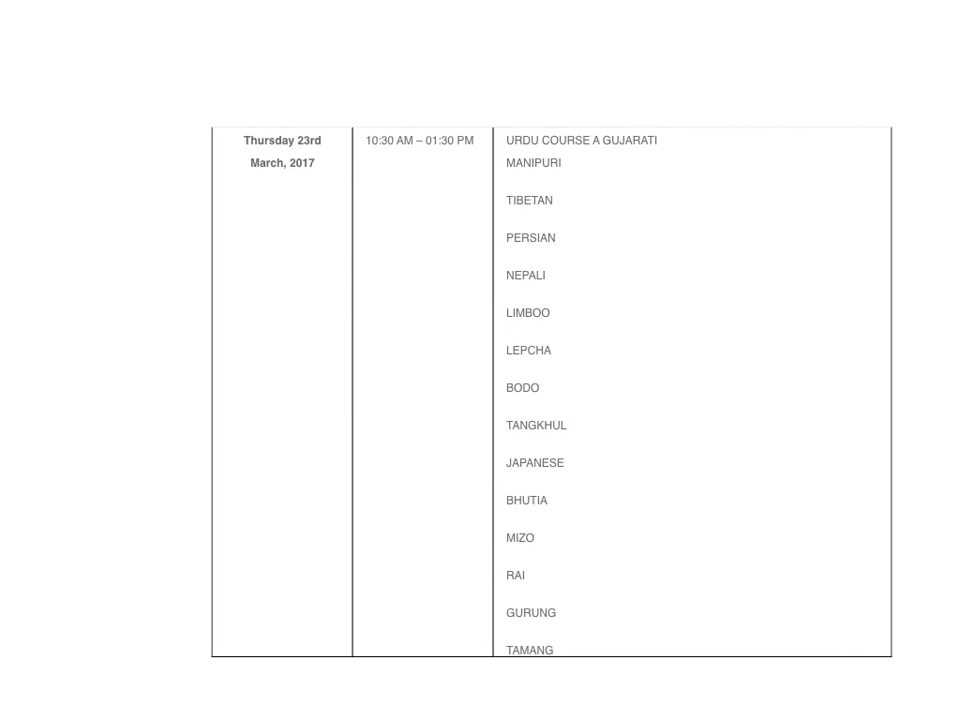 Thursday 23rd
March, 2017
10:30 AM – 01:30 PM
URDU COURSE A GUJARATI
MANIPURI
TIBETAN
PERSIAN
NEPALI
LIMBOO
LEPCHA
BODO
TANGKHUL
JAPANESE
BHUTIA
MIZO
RAI
GURUNG
TAMANG